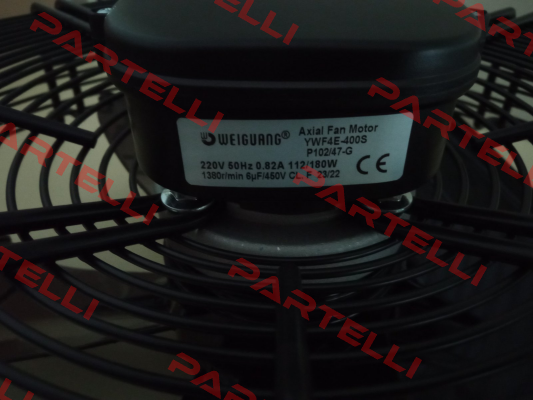 WEIGUANG® Axial Fan Motor
YWF4E-400S
P102/47-G
220V 50Hz 0.82A 112/180W
1380r/min 6μF/450V CL. F 23/22
CE
PARTELLI
PARTELLI
PARTELLI
PARTELLI
PARTELLI
PARTELLI